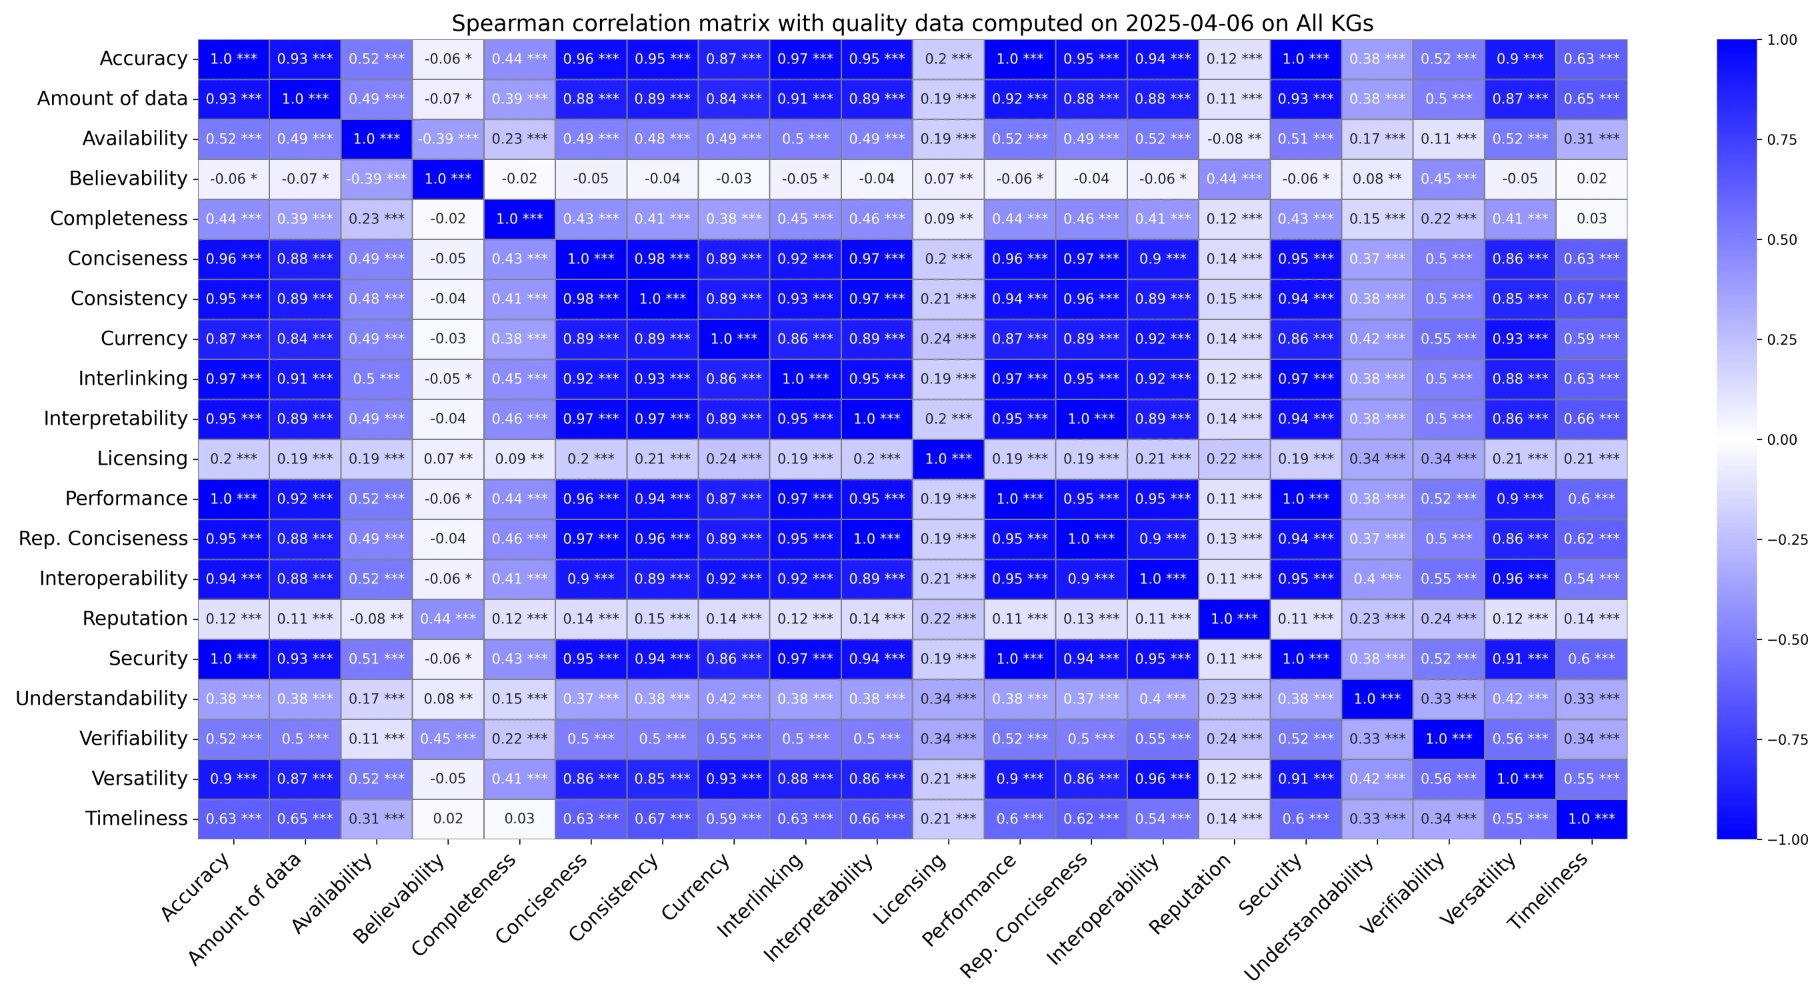 Spearman correlation matrix with quality data computed on 2025-04-06 on All KGs
Accuracy 1.0 *** 0.93 *** 0.52 *** -0.06 * 0.44 *** 0.96 *** 0.95 *** 0.87 *** 0.97 *** 0.95 *** 0.2 *** 1.0 *** 0.95 *** 0.94 *** 0.12 *** 1.0 *** 0.38 *** 0.52 *** 0.9 *** 0.63 ***
Amount of data 0.93 *** 1.0 *** 0.49 *** -0.07 * 0.39 *** 0.88 *** 0.89 *** 0.84 *** 0.91 *** 0.89 *** 0.19 *** 0.92 *** 0.88 *** 0.88 *** 0.11 *** 0.93 *** 0.38 *** 0.5 *** 0.87 *** 0.65 ***
Availability 0.52 *** 0.49 *** 1.0 *** -0.39 *** 0.23 *** 0.49 *** 0.48 *** 0.49 *** 0.5 *** 0.49 *** 0.19 *** 0.52 *** 0.49 *** 0.52 *** -0.08 ** 0.51 *** 0.17 *** 0.11 *** 0.52 *** 0.31 ***
Believability -0.06 * -0.07 * -0.39 *** 1.0 *** -0.02 -0.05 -0.04 -0.03 -0.05 * -0.04 0.07 ** -0.06 * -0.04 -0.06 * 0.44 *** -0.06 * 0.08 ** 0.45 *** -0.05 0.02
Completeness 0.44 *** 0.39 *** 0.23 *** -0.02 1.0 *** 0.43 *** 0.41 *** 0.38 *** 0.45 *** 0.46 *** 0.09 ** 0.44 *** 0.46 *** 0.41 *** 0.12 *** 0.43 *** 0.15 *** 0.22 *** 0.41 *** 0.03
Conciseness 0.96 *** 0.88 *** 0.49 *** -0.05 0.43 *** 1.0 *** 0.98 *** 0.89 *** 0.92 *** 0.97 *** 0.2 *** 0.96 *** 0.97 *** 0.9 *** 0.14 *** 0.95 *** 0.37 *** 0.5 *** 0.86 *** 0.63 ***
Consistency 0.95 *** 0.89 *** 0.48 *** -0.04 0.41 *** 0.98 *** 1.0 *** 0.89 *** 0.93 *** 0.97 *** 0.21 *** 0.94 *** 0.96 *** 0.89 *** 0.15 *** 0.94 *** 0.38 *** 0.5 *** 0.85 *** 0.67 ***
Currency 0.87 *** 0.84 *** 0.49 *** -0.03 0.38 *** 0.89 *** 0.89 *** 1.0 *** 0.86 *** 0.89 *** 0.24 *** 0.87 *** 0.89 *** 0.92 *** 0.14 *** 0.86 *** 0.42 *** 0.55 *** 0.93 *** 0.59 ***
Interlinking 0.97 *** 0.91 *** 0.5 *** -0.05 * 0.45 *** 0.92 *** 0.93 *** 0.86 *** 1.0 *** 0.95 *** 0.19 *** 0.97 *** 0.95 *** 0.92 *** 0.12 *** 0.97 *** 0.38 *** 0.5 *** 0.88 *** 0.63 ***
Interpretability 0.95 *** 0.89 *** 0.49 *** -0.04 0.46 *** 0.97 *** 0.97 *** 0.89 *** 0.95 *** 1.0 *** 0.2 *** 0.95 *** 1.0 *** 0.89 *** 0.14 *** 0.94 *** 0.38 *** 0.5 *** 0.86 *** 0.66 ***
Licensing 0.2 *** 0.19 *** 0.19 *** 0.07 ** 0.09 ** 0.2 *** 0.21 *** 0.24 *** 0.19 *** 0.2 *** 1.0 *** 0.19 *** 0.19 *** 0.21 *** 0.22 *** 0.19 *** 0.34 *** 0.34 *** 0.21 *** 0.21 ***
Performance 1.0 *** 0.92 *** 0.52 *** -0.06 * 0.44 *** 0.96 *** 0.94 *** 0.87 *** 0.97 *** 0.95 *** 0.19 *** 1.0 *** 0.95 *** 0.95 *** 0.11 *** 1.0 *** 0.38 *** 0.52 *** 0.9 *** 0.6 ***
Rep. Conciseness 0.95 *** 0.88 *** 0.49 *** -0.04 0.46 *** 0.97 *** 0.96 *** 0.89 *** 0.95 *** 1.0 *** 0.19 *** 0.95 *** 1.0 *** 0.9 *** 0.13 *** 0.94 *** 0.37 *** 0.5 *** 0.86 *** 0.62 ***
Interoperability 0.94 *** 0.88 *** 0.52 *** -0.06 * 0.41 *** 0.9 *** 0.89 *** 0.92 *** 0.92 *** 0.89 *** 0.21 *** 0.95 *** 0.9 *** 1.0 *** 0.11 *** 0.95 *** 0.4 *** 0.55 *** 0.96 *** 0.54 ***
Reputation 0.12 *** 0.11 *** -0.08 ** 0.44 *** 0.12 *** 0.14 *** 0.15 *** 0.14 *** 0.12 *** 0.14 *** 0.22 *** 0.11 *** 0.13 *** 0.11 *** 1.0 *** 0.11 *** 0.23 *** 0.24 *** 0.12 *** 0.14 ***
Security 1.0 *** 0.93 *** 0.51 *** -0.06 * 0.43 *** 0.95 *** 0.94 *** 0.86 *** 0.97 *** 0.94 *** 0.19 *** 1.0 *** 0.94 *** 0.95 *** 0.11 *** 1.0 *** 0.38 *** 0.52 *** 0.91 *** 0.6 ***
Understandability 0.38 *** 0.38 *** 0.17 *** 0.08 ** 0.15 *** 0.37 *** 0.38 *** 0.42 *** 0.38 *** 0.38 *** 0.34 *** 0.38 *** 0.37 *** 0.4 *** 0.23 *** 0.38 *** 1.0 *** 0.33 *** 0.42 *** 0.33 ***
Verifiability 0.52 *** 0.5 *** 0.11 *** 0.45 *** 0.22 *** 0.5 *** 0.5 *** 0.55 *** 0.5 *** 0.5 *** 0.34 *** 0.52 *** 0.5 *** 0.55 *** 0.24 *** 0.52 *** 0.33 *** 1.0 *** 0.56 *** 0.34 ***
Versatility 0.9 *** 0.87 *** 0.52 *** -0.05 0.41 *** 0.86 *** 0.85 *** 0.93 *** 0.88 *** 0.86 *** 0.21 *** 0.9 *** 0.86 *** 0.96 *** 0.12 *** 0.91 *** 0.42 *** 0.56 *** 1.0 *** 0.55 ***
Timeliness 0.63 *** 0.65 *** 0.31 *** 0.02 0.03 0.63 *** 0.67 *** 0.59 *** 0.63 *** 0.66 *** 0.21 *** 0.6 *** 0.62 *** 0.54 *** 0.14 *** 0.6 *** 0.33 *** 0.34 *** 0.55 *** 1.0 ***
Accuracy
Amount of data
Availability
Believability
Completeness
Conciseness
Consistency
Currency
Interlinking
Interpretability
Licensing
Performance
Rep. Conciseness
Interoperability
Reputation
Security
Understandability
Verifiability
Versatility
Timeliness
1.00
0.75
0.50
0.25
0.00
−0.25
−0.50
−0.75
−1.00